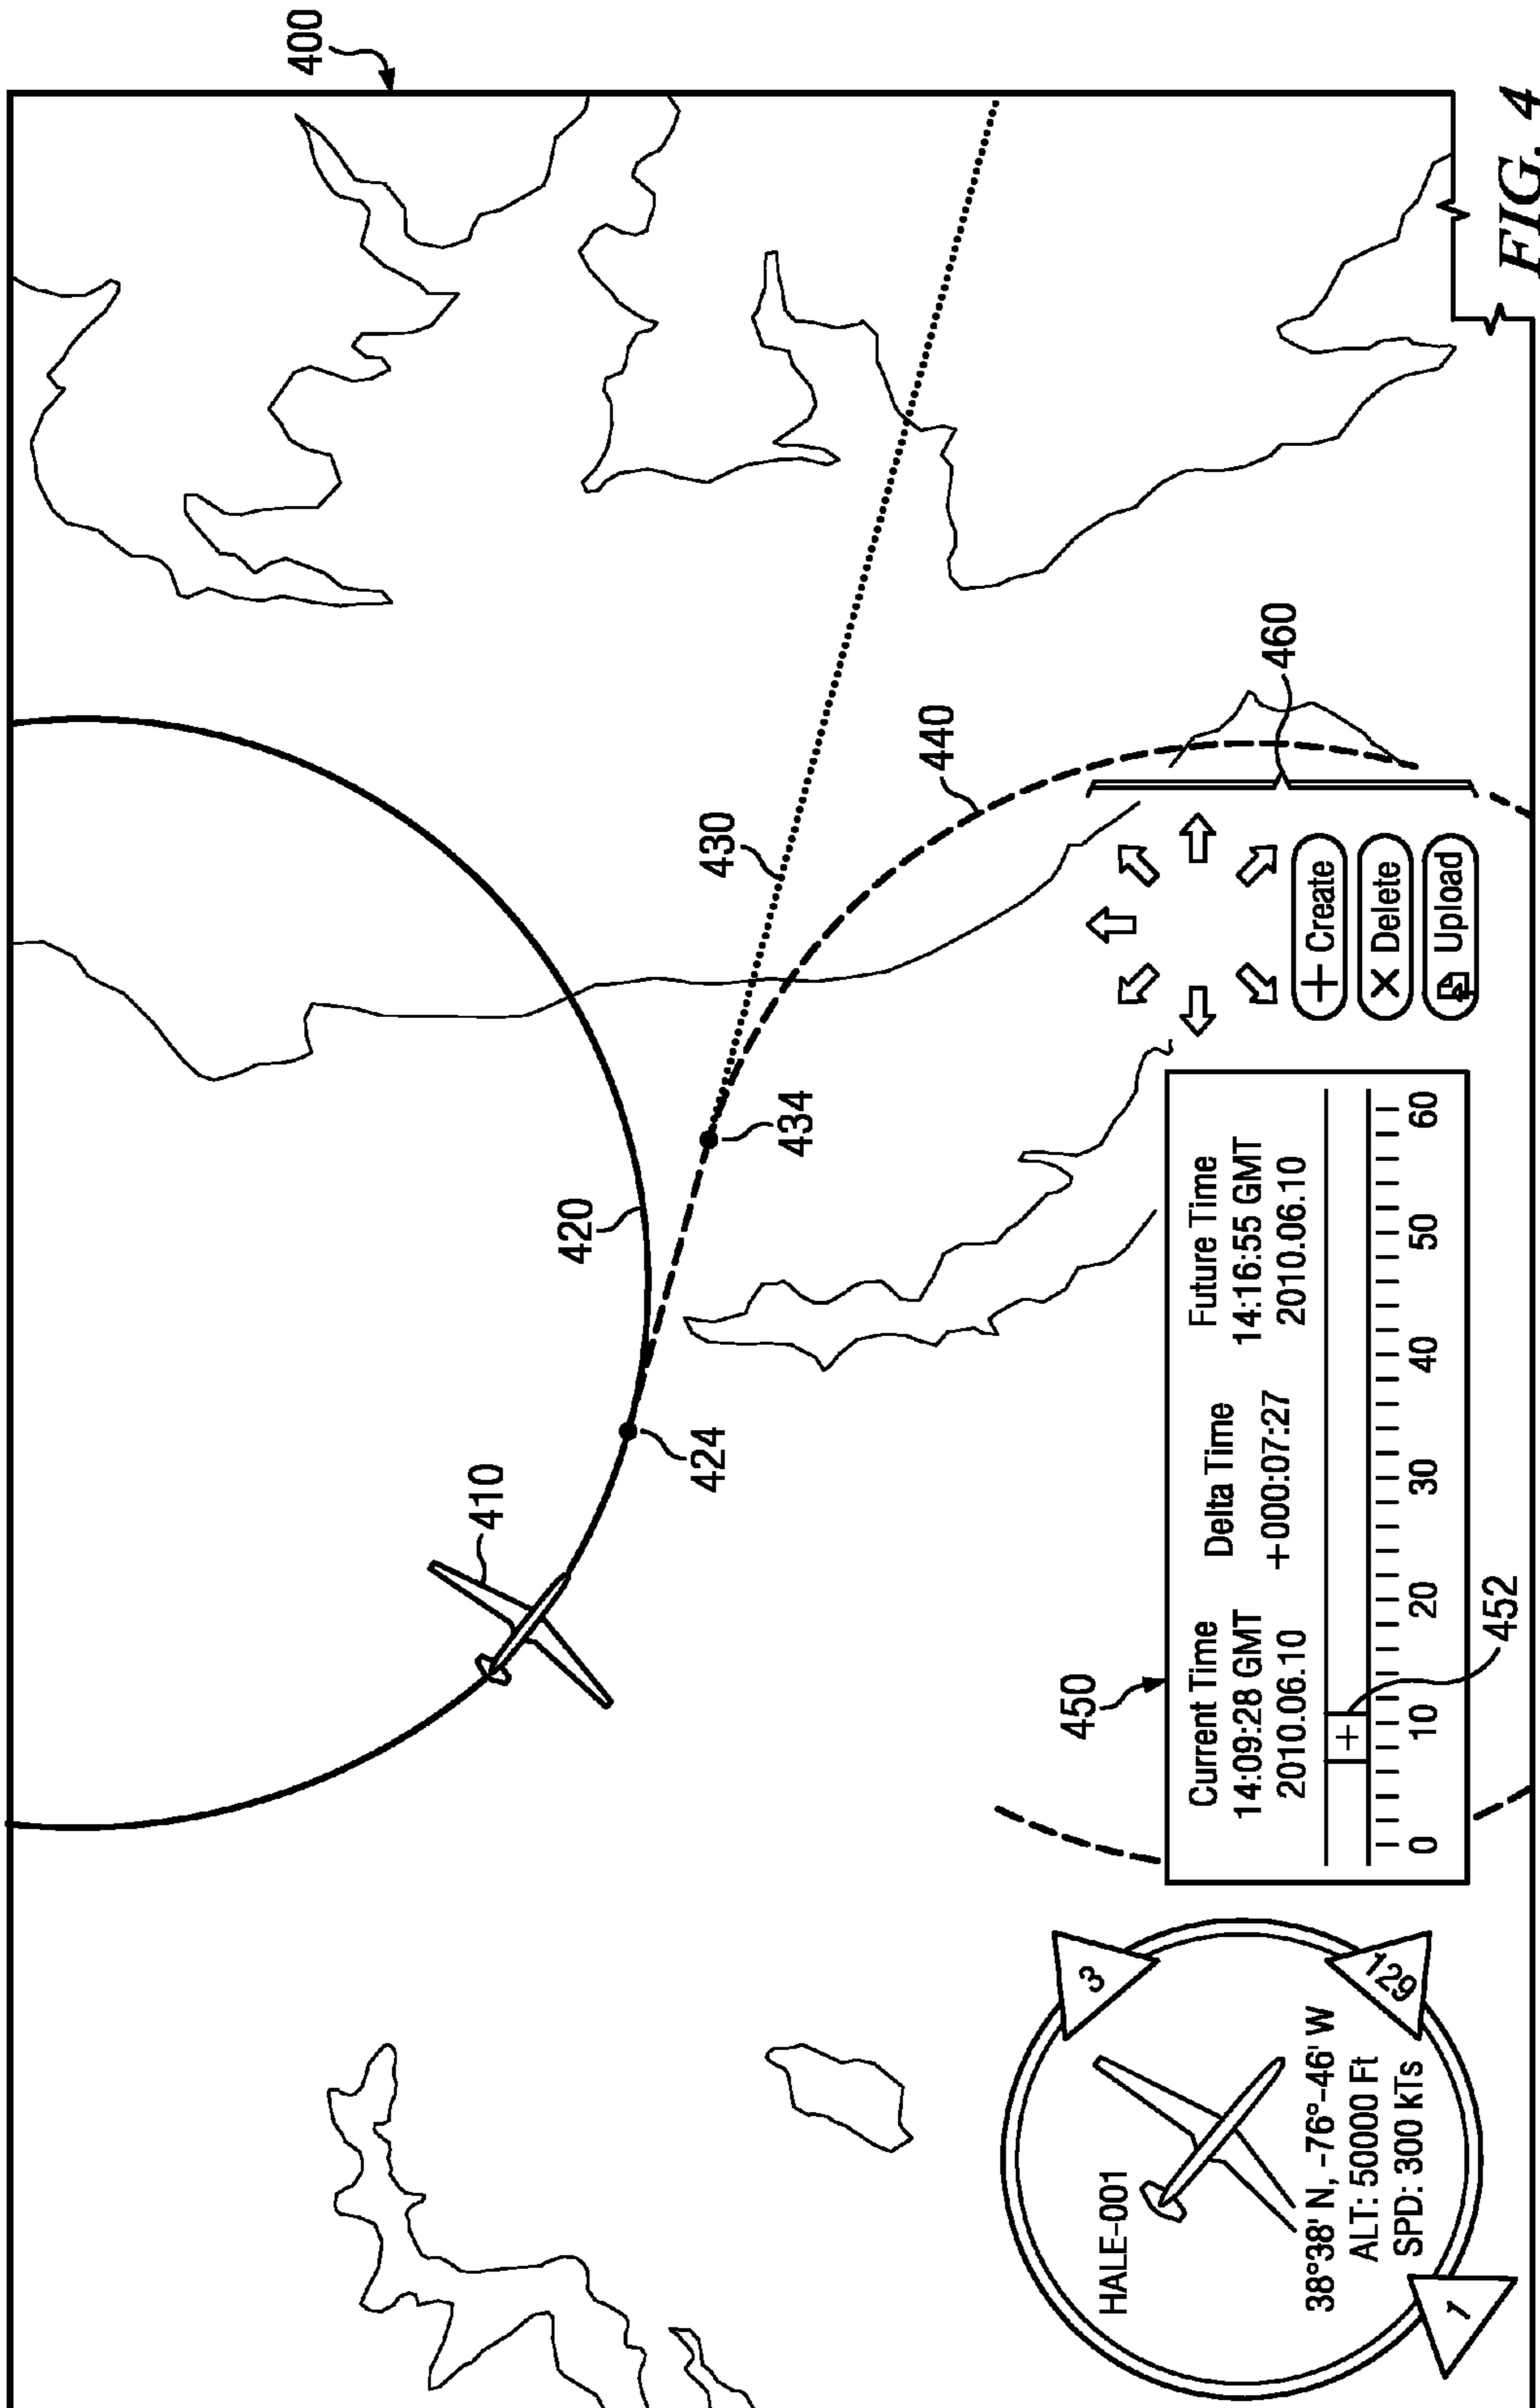 400
410
420
424
430
434
440
460
450
Current Time
14:09:28 GMT
2010.06.10
Delta Time
+000:07:27
Future Time
14:16:55 GMT
2010.06.10
+
0 10 20 30 40 50 60
452
+ Create
× Delete
Upload
HALE-001
38°38' N, -76°-46' W
ALT: 50000 Ft
SPD: 300 kTs
3
129
1
FIG. 4